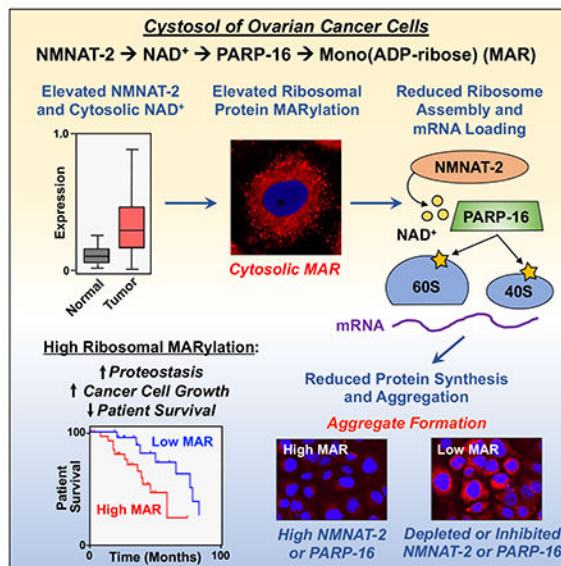 Cystosol of Ovarian Cancer Cells
NMNAT-2 → NAD⁺ → PARP-16 → Mono(ADP-ribose) (MAR)
Elevated NMNAT-2
and Cytosolic NAD⁺
Elevated Ribosomal
Protein MARylation
Reduced Ribosome
Assembly and
mRNA Loading
1.0
Expression
0
Normal
Tumor
Cytosolic MAR
NMNAT-2
NAD⁺
PARP-16
60S
40S
mRNA
High Ribosomal MARylation:
↑ Proteostasis
↑ Cancer Cell Growth
↓ Patient Survival
100
Patient
Survival
Low MAR
High MAR
0
Time (Months)
100
Reduced Protein Synthesis
and Aggregation
Aggregate Formation
High MAR
Low MAR
High NMNAT-2
or PARP-16
Depleted or Inhibited
NMNAT-2 or PARP-16